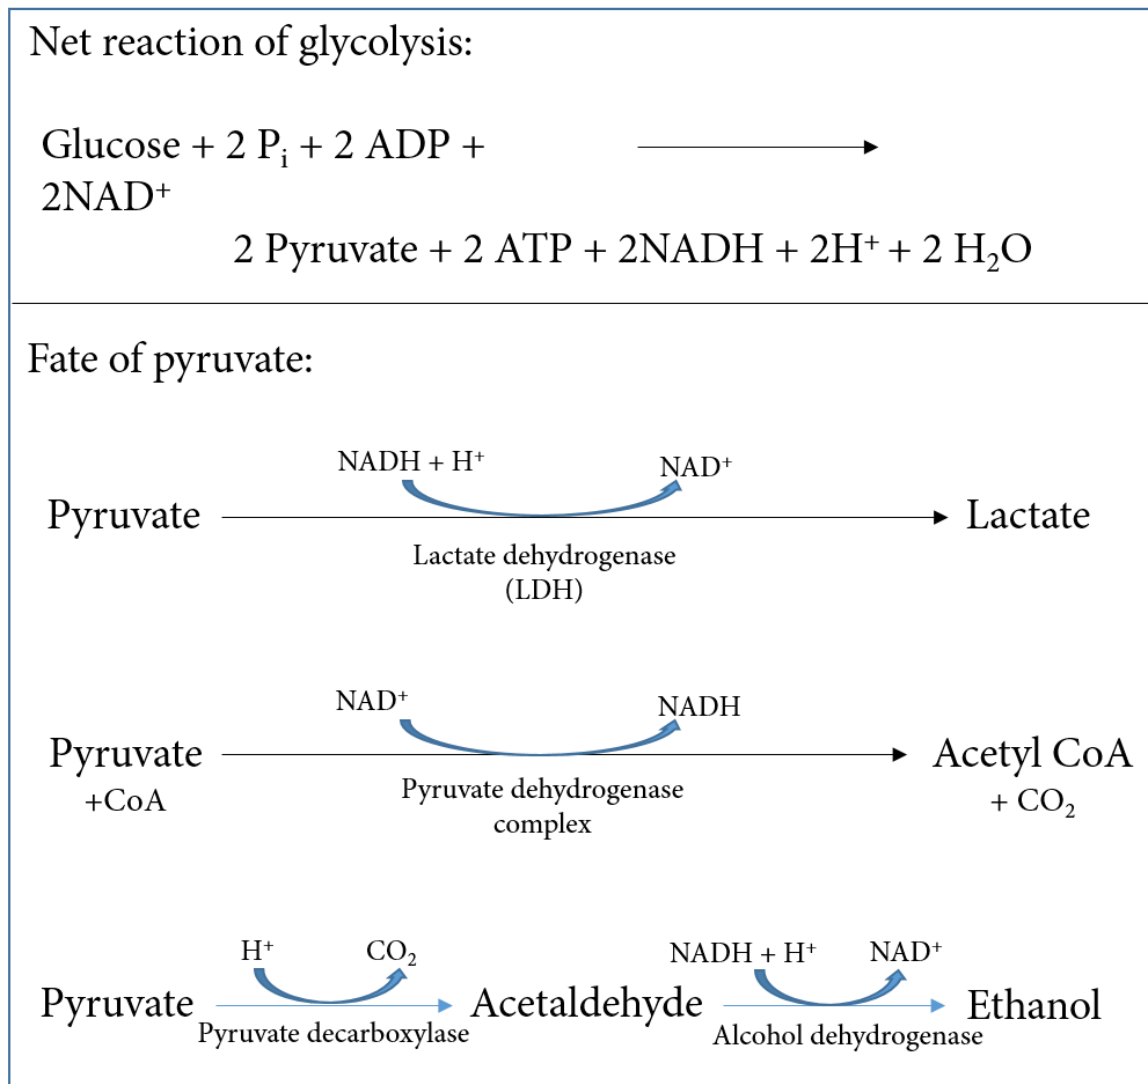 Net reaction of glycolysis:
Glucose + 2 Pᵢ + 2 ADP +
2NAD⁺
2 Pyruvate + 2 ATP + 2NADH + 2H⁺ + 2 H₂O
Fate of pyruvate:
NADH + H⁺ NAD⁺
Pyruvate Lactate
Lactate dehydrogenase
(LDH)
NAD⁺ NADH
Pyruvate Acetyl CoA
+CoA + CO₂
Pyruvate dehydrogenase
complex
H⁺ CO₂ NADH + H⁺ NAD⁺
Pyruvate Acetaldehyde Ethanol
Pyruvate decarboxylase Alcohol dehydrogenase